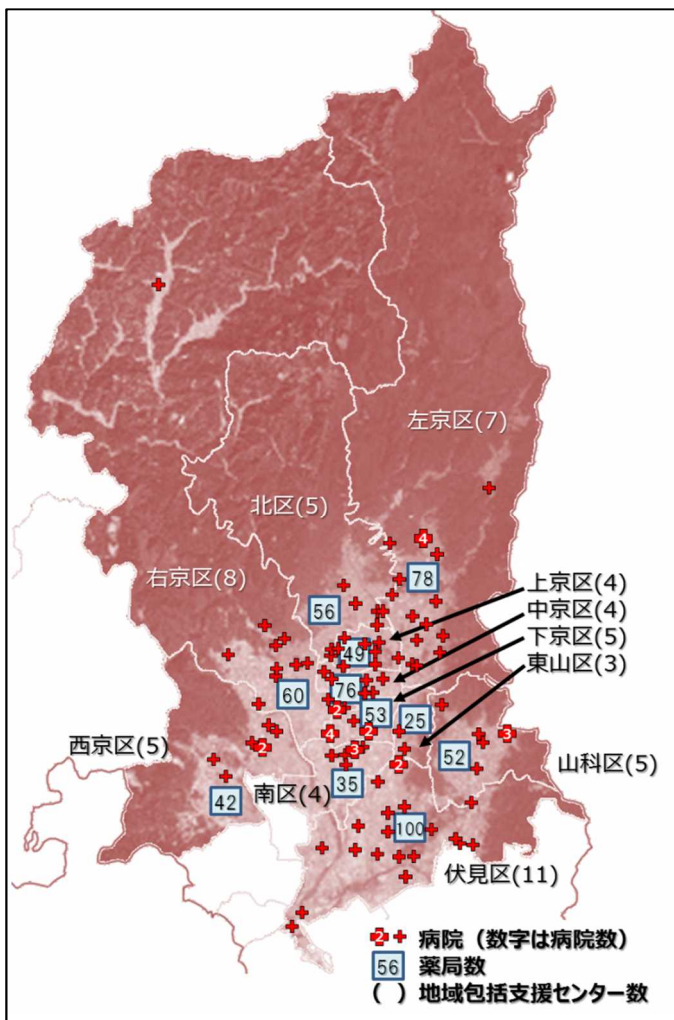 左京区(7)
北区(5)
4
右京区(8)
78
上京区(4)
56
中京区(4)
49
下京区(5)
東山区(3)
60
76
53
25
西京区(5)
2
4
2
3
2
52
3
山科区(5)
42
南区(4)
35
100
伏見区(11)
2 病院（数字は病院数）
56 薬局数
( ) 地域包括支援センター数